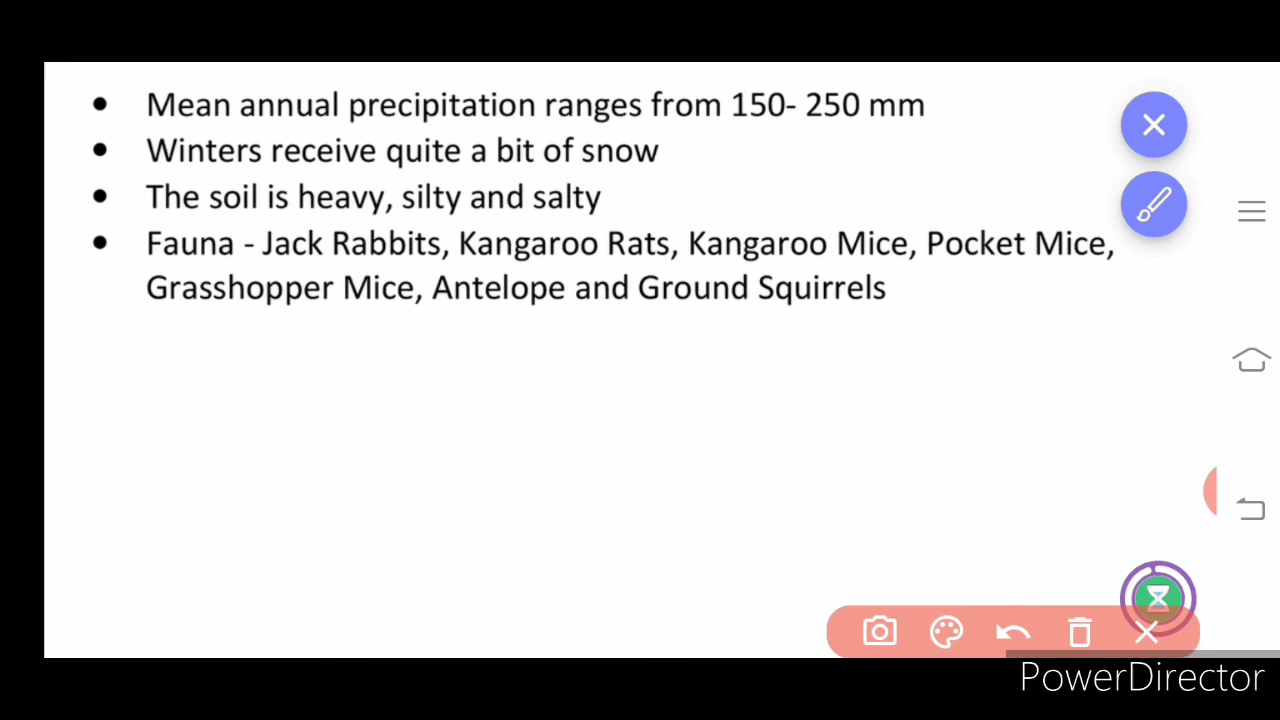 • Mean annual precipitation ranges from 150- 250 mm
• Winters receive quite a bit of snow
• The soil is heavy, silty and salty
• Fauna - Jack Rabbits, Kangaroo Rats, Kangaroo Mice, Pocket Mice,
Grasshopper Mice, Antelope and Ground Squirrels
PowerDirector